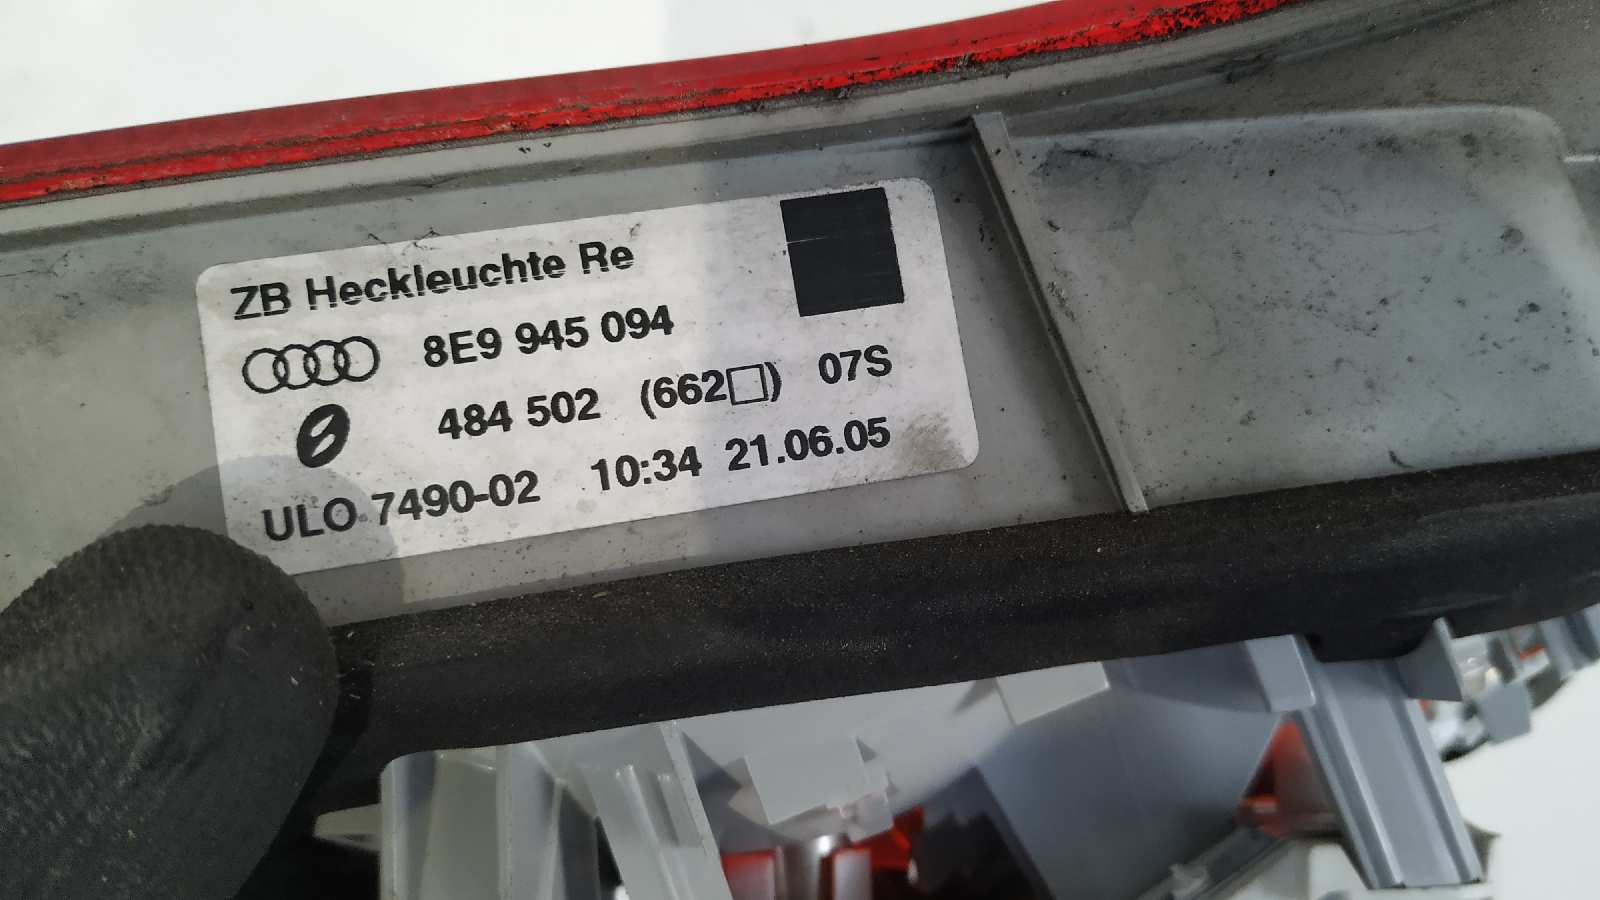 ZB Heckleuchte Re
8E9 945 094
484 502 (662□) 07S
ULO 7490-02 10:34 21.06.05